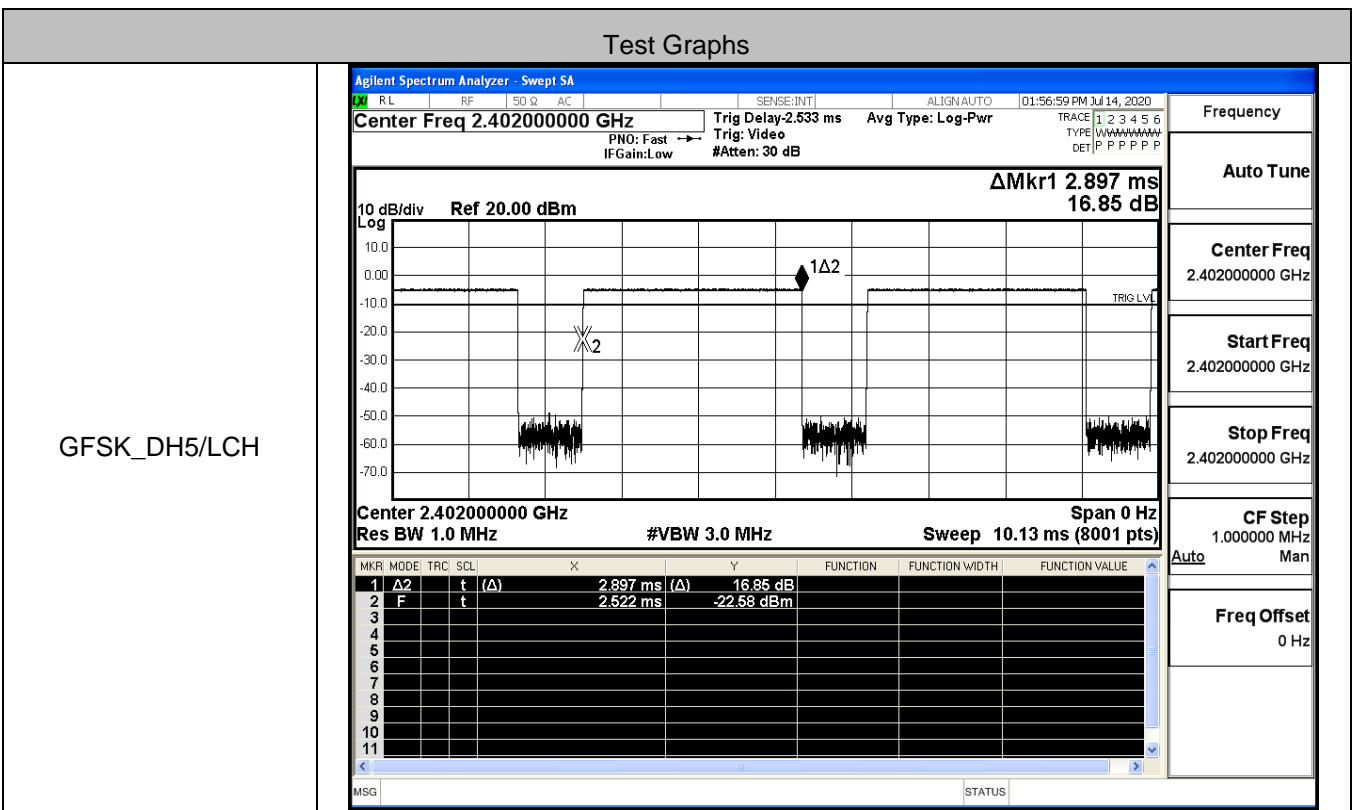 Test Graphs
GFSK_DH5/LCH
Agilent Spectrum Analyzer - Swept SA
LXI RL RF 50 Ω AC SENSE:INT ALIGN AUTO 01:56:59 PM Jul 14, 2020
Center Freq 2.402000000 GHz
PNO: Fast
IFGain:Low
Trig Delay-2.533 ms
Trig: Video
#Atten: 30 dB
Avg Type: Log-Pwr
TRACE 1 2 3 4 5 6
TYPE
DET P P P P P P
ΔMkr1 2.897 ms
16.85 dB
10 dB/div Ref 20.00 dBm
Log
10.0
0.00
-10.0
-20.0
-30.0
-40.0
-50.0
-60.0
-70.0
1Δ2
TRIG LVL
2
Center 2.402000000 GHz Span 0 Hz
Res BW 1.0 MHz #VBW 3.0 MHz Sweep 10.13 ms (8001 pts)
MKR MODE TRC SCL X Y FUNCTION FUNCTION WIDTH FUNCTION VALUE
1 Δ2 t (Δ) 2.897 ms (Δ) 16.85 dB
2 F t 2.522 ms -22.58 dBm
3
4
5
6
7
8
9
10
11
MSG STATUS
Frequency
Auto Tune
Center Freq
2.402000000 GHz
Start Freq
2.402000000 GHz
Stop Freq
2.402000000 GHz
CF Step
1.000000 MHz
Auto Man
Freq Offset
0 Hz